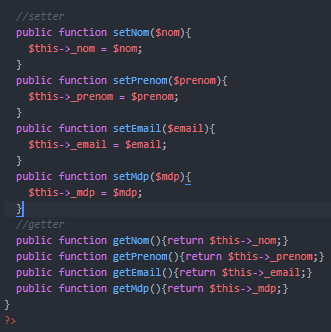 //setter
public function setNom($nom){
$this->_nom = $nom;
}
public function setPrenom($prenom){
$this->_prenom = $prenom;
}
public function setEmail($email){
$this->_email = $email;
}
public function setMdp($mdp){
$this->_mdp = $mdp;
}
//getter
public function getNom(){return $this->_nom;}
public function getPrenom(){return $this->_prenom;}
public function getEmail(){return $this->_email;}
public function getMdp(){return $this->_mdp;}
}
?>